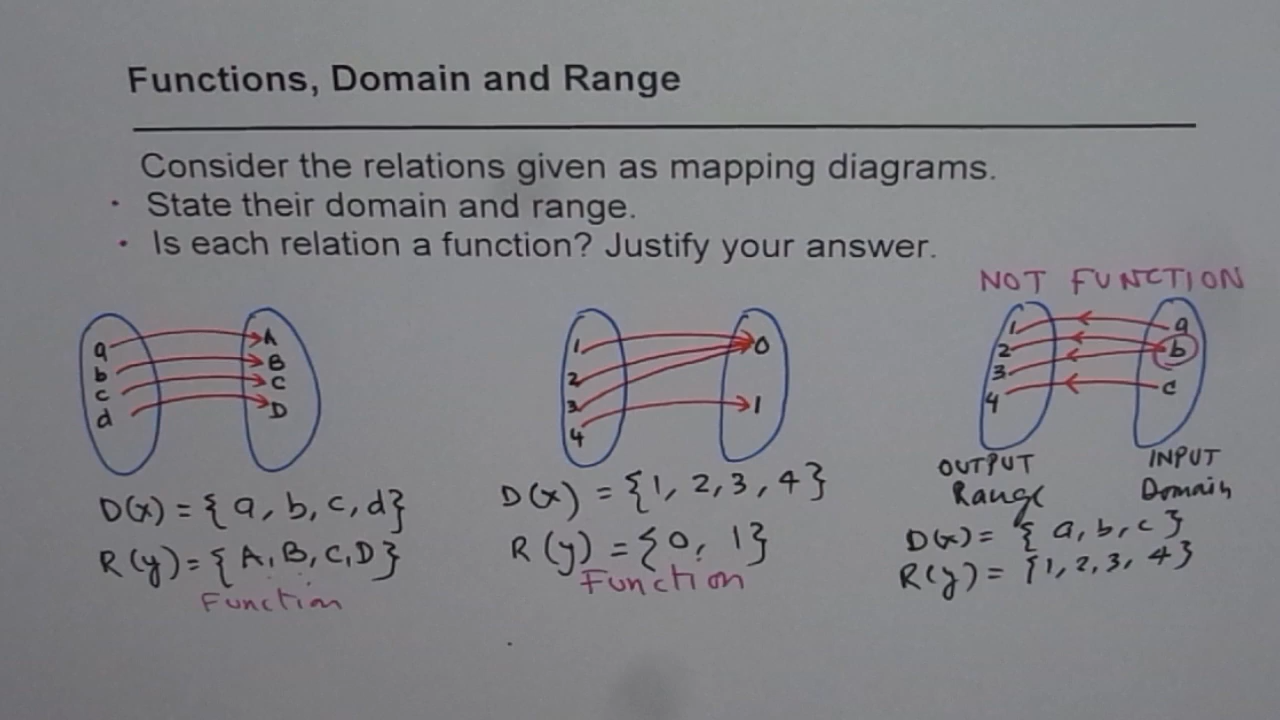 Functions, Domain and Range
Consider the relations given as mapping diagrams.
· State their domain and range.
· Is each relation a function? Justify your answer.
NOT FUNCTION
a
b
c
d
A
B
C
D
D(x) = {a, b, c, d}
R(y) = {A, B, C, D}
Function
1
2
3
4
0
1
D(x) = {1, 2, 3, 4}
R(y) = {0, 1}
Function
1
2
3
4
a
b
c
OUTPUT
Range
INPUT
Domain
D(x) = {a, b, c}
R(y) = {1, 2, 3, 4}